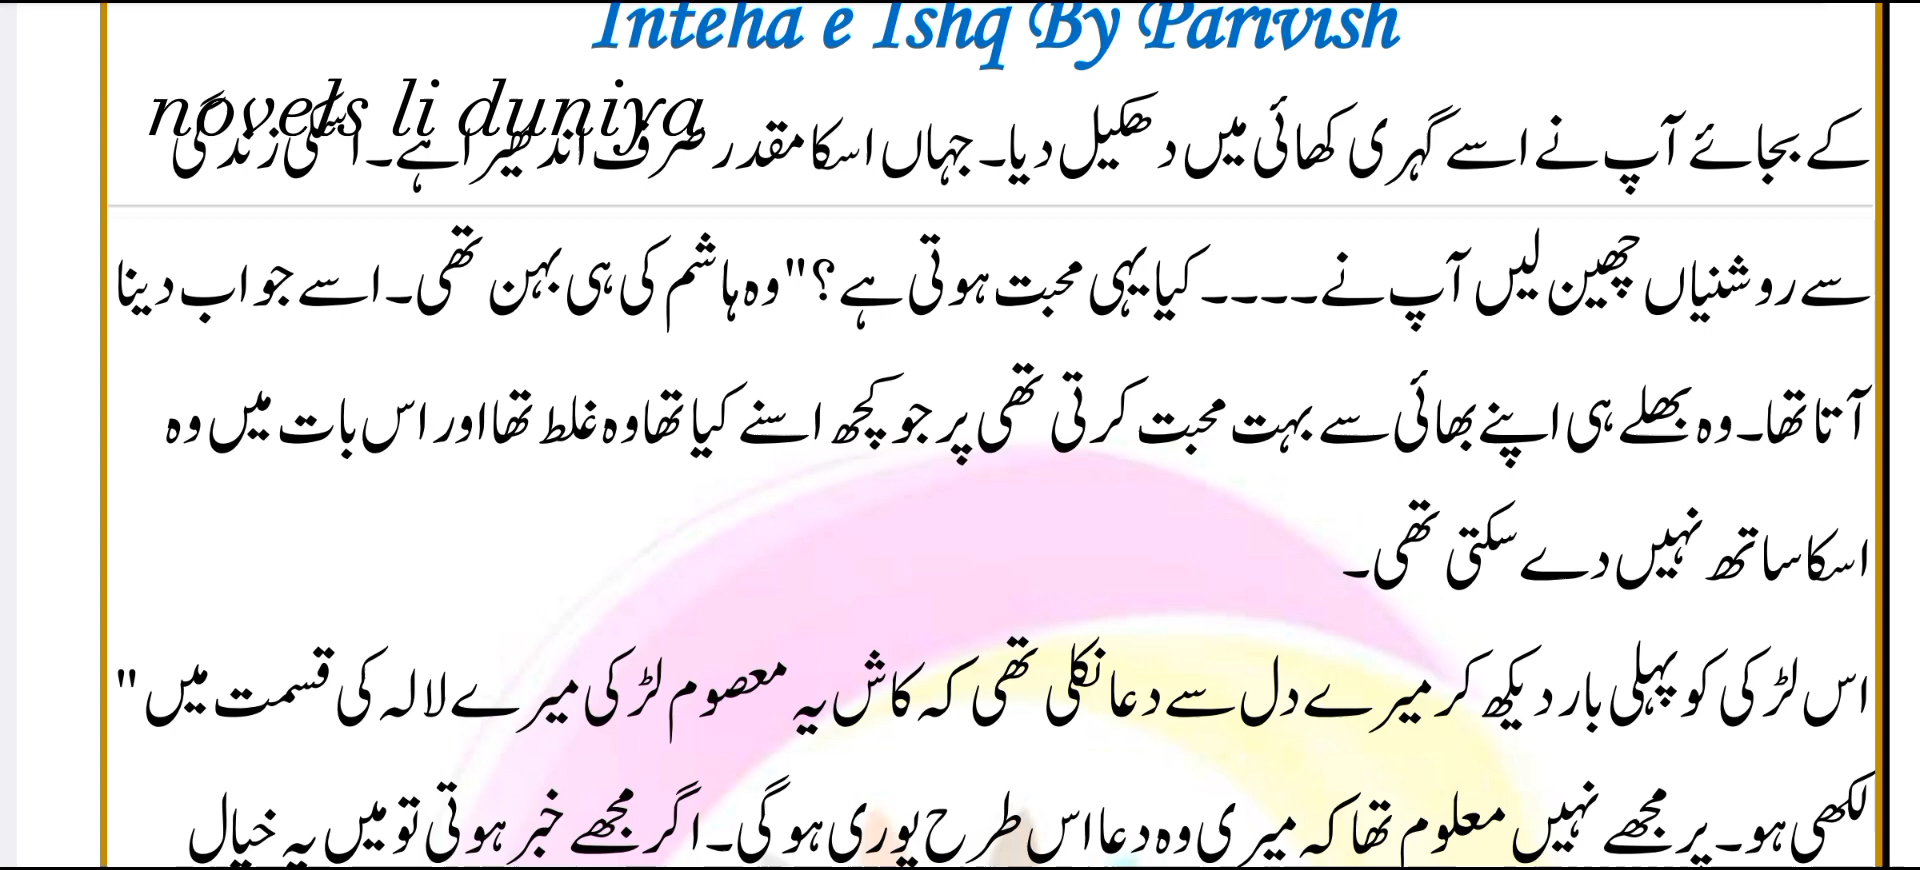 Inteha e Ishq By Parivish
novels li duniya
کے بجائے آپ نے اسے گہری کھائی میں دھکیل دیا۔ جہاں اسکا مقدر صرف اندھیرا ہے۔ اسکی زندگی
سے روشنیاں چھین لیں آپ نے۔۔۔۔ کیا یہی محبت ہوتی ہے؟" وہ ہاشم کی ہی بہن تھی۔ اسے جواب دینا
آتا تھا۔ وہ بھلے ہی اپنے بھائی سے بہت محبت کرتی تھی پر جو کچھ اسنے کیا تھا وہ غلط تھا اور اس بات میں وہ
اسکا ساتھ نہیں دے سکتی تھی۔
اس لڑکی کو پہلی بار دیکھ کر میرے دل سے دعا نکلی تھی کہ کاش یہ معصوم لڑکی میرے لالہ کی قسمت میں "
لکھی ہو۔ پر مجھے نہیں معلوم تھا کہ میری وہ دعا اس طرح پوری ہوگی۔ اگر مجھے خبر ہوتی تو میں یہ خیال